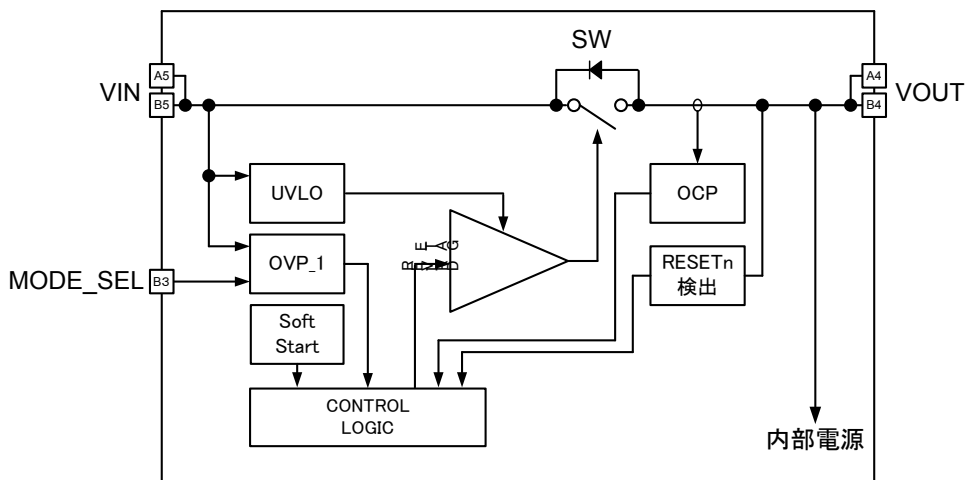 SW
VIN
A5
B5
A4
B4
VOUT
UVLO
OCP
OVP_1
MODE_SEL
B3
RESETn
検出
Soft
Start
CONTROL
LOGIC
内部電源